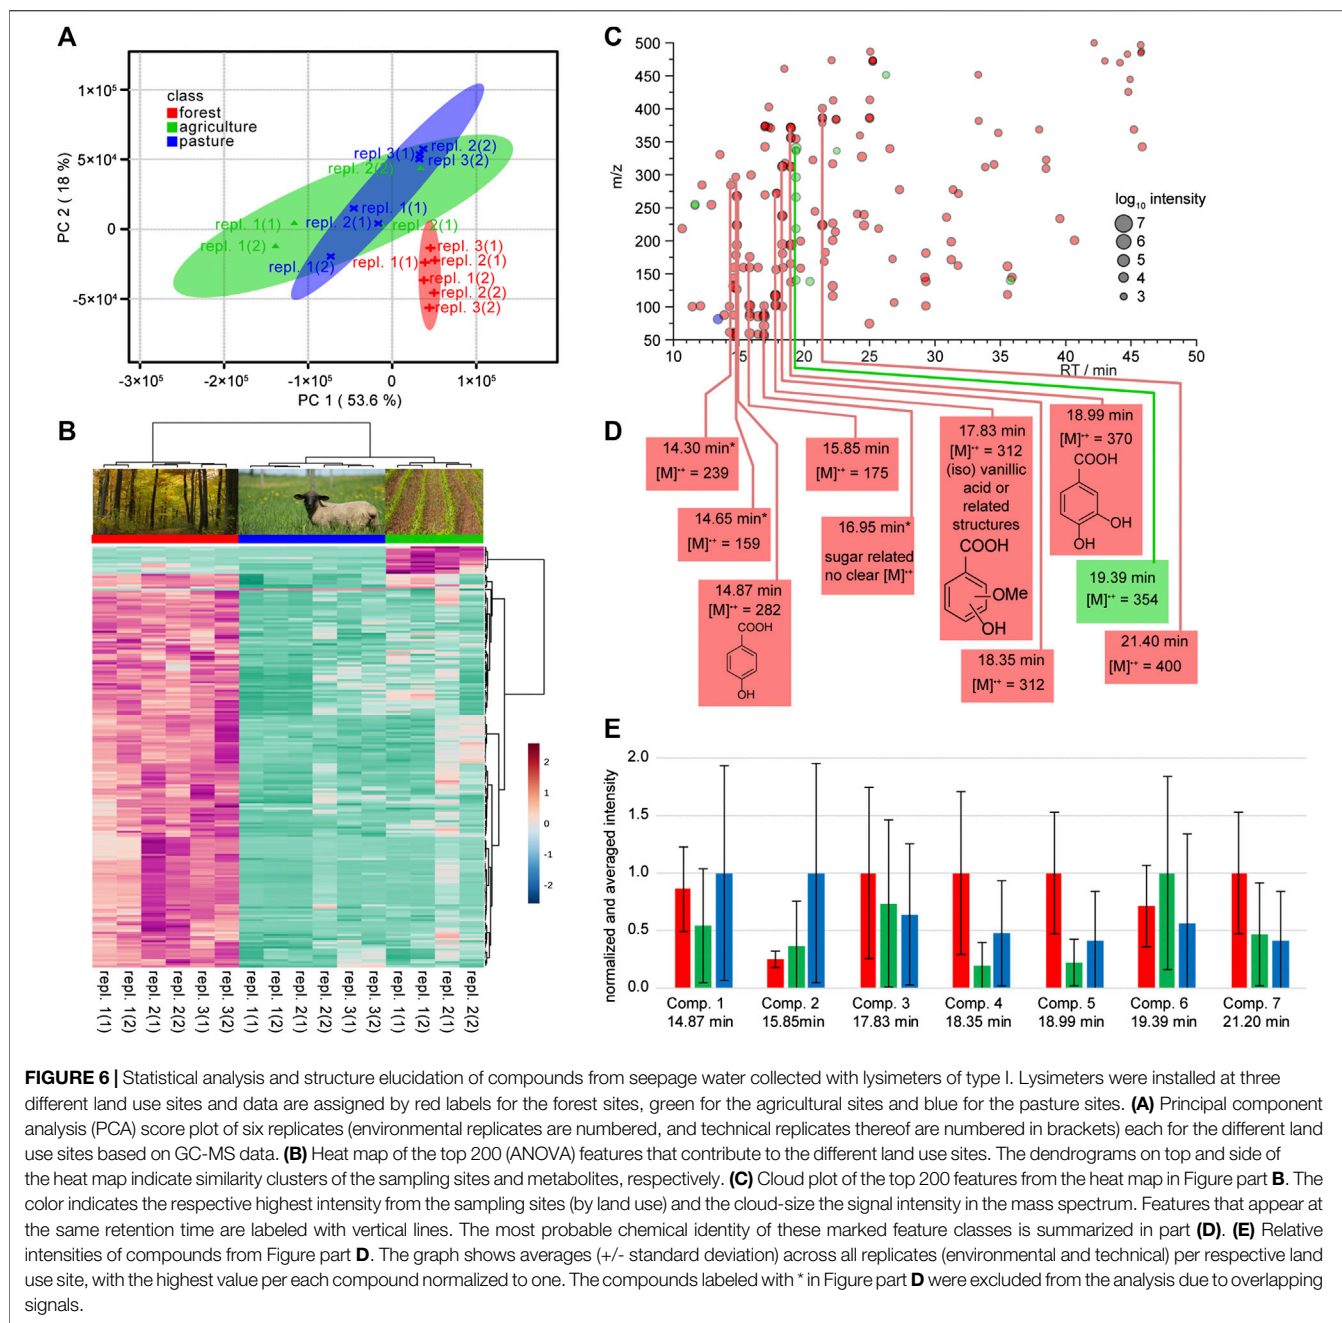 A
class
forest
agriculture
pasture
1×10⁵
5×10⁴
0
-5×10⁴
PC 2 ( 18 %)
repl. 3(1)
repl. 2(2)
repl. 3(2)
repl. 2(2)
repl. 1(1)
repl. 1(1)
repl. 2(1)
repl. 2(1)
repl. 1(2)
repl. 1(2)
repl. 3(1)
repl. 1(1)
repl. 2(1)
repl. 1(2)
repl. 2(2)
repl. 3(2)
-3×10⁵
-2×10⁵
-1×10⁵
0
1×10⁵
PC 1 ( 53.6 %)
B
2
1
0
-1
-2
repl. 1(1)
repl. 1(2)
repl. 2(1)
repl. 2(2)
repl. 3(1)
repl. 3(2)
repl. 1(1)
repl. 1(2)
repl. 2(1)
repl. 2(2)
repl. 3(1)
repl. 3(2)
repl. 1(1)
repl. 1(2)
repl. 2(1)
repl. 2(2)
C
500
450
400
350
300
250
200
150
100
50
m/z
log₁₀ intensity
7
6
5
4
3
10
15
20
25
30
35
40
45
50
RT / min
D
14.30 min*
[M]⁺• = 239
14.65 min*
[M]⁺• = 159
14.87 min
[M]⁺• = 282
COOH
OH
15.85 min
[M]⁺• = 175
16.95 min*
sugar related
no clear [M]⁺•
17.83 min
[M]⁺• = 312
(iso) vanillic
acid or
related
structures
COOH
OMe
OH
18.35 min
[M]⁺• = 312
18.99 min
[M]⁺• = 370
COOH
OH
OH
19.39 min
[M]⁺• = 354
21.40 min
[M]⁺• = 400
E
normalized and averaged intensity
2.0
1.5
1.0
0.5
0.0
Comp. 1
14.87 min
Comp. 2
15.85min
Comp. 3
17.83 min
Comp. 4
18.35 min
Comp. 5
18.99 min
Comp. 6
19.39 min
Comp. 7
21.20 min
FIGURE 6 | Statistical analysis and structure elucidation of compounds from seepage water collected with lysimeters of type I. Lysimeters were installed at three
different land use sites and data are assigned by red labels for the forest sites, green for the agricultural sites and blue for the pasture sites. (A) Principal component
analysis (PCA) score plot of six replicates (environmental replicates are numbered, and technical replicates thereof are numbered in brackets) each for the different land
use sites based on GC-MS data. (B) Heat map of the top 200 (ANOVA) features that contribute to the different land use sites. The dendrograms on top and side of
the heat map indicate similarity clusters of the sampling sites and metabolites, respectively. (C) Cloud plot of the top 200 features from the heat map in Figure part B. The
color indicates the respective highest intensity from the sampling sites (by land use) and the cloud-size the signal intensity in the mass spectrum. Features that appear at
the same retention time are labeled with vertical lines. The most probable chemical identity of these marked feature classes is summarized in part (D). (E) Relative
intensities of compounds from Figure part D. The graph shows averages (+/- standard deviation) across all replicates (environmental and technical) per respective land
use site, with the highest value per each compound normalized to one. The compounds labeled with * in Figure part D were excluded from the analysis due to overlapping
signals.